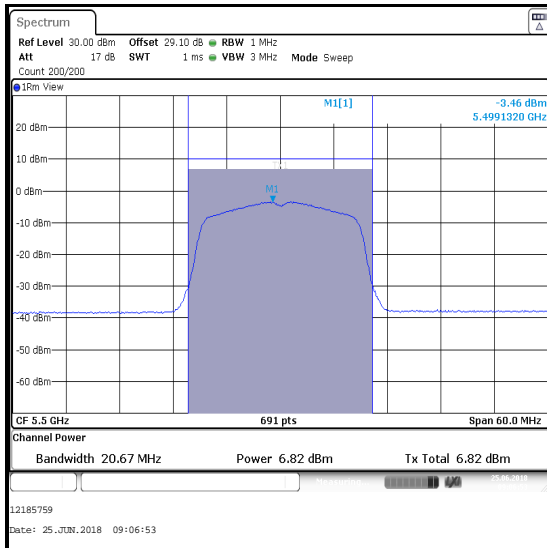 Spectrum
Ref Level 30.00 dBm Offset 29.10 dB RBW 1 MHz
Att 17 dB SWT 1 ms VBW 3 MHz Mode Sweep
Count 200/200
1Rm View
M1[1] -3.46 dBm
5.4991320 GHz
20 dBm
10 dBm
0 dBm
M1
-10 dBm
-20 dBm
-30 dBm
-40 dBm
-50 dBm
-60 dBm
CF 5.5 GHz 691 pts Span 60.0 MHz
Channel Power
Bandwidth 20.67 MHz Power 6.82 dBm Tx Total 6.82 dBm
Measuring 25.06.2018
12185759
Date: 25.JUN.2018 09:06:53